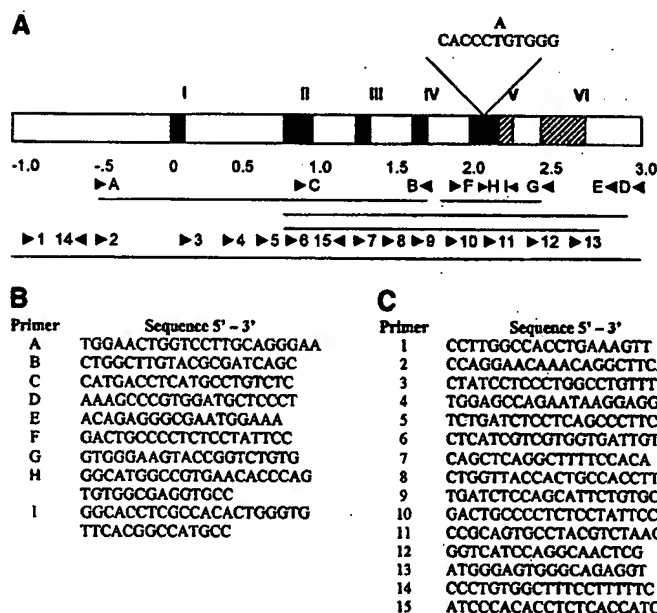 A
A
CACCCTGTGGG
I II III IV V VI
-1.0 -.5 0 .5 1.0 1.5 2.0 2.5 3.0
A C B F H I G E D
1 14 2 3 4 5 6 15 7 8 9 10 11 12 13
B
Primer Sequence 5' – 3'
A TGGAACTGGTCCTTGCAGGGAA
B CTGGCTTGTACGCGATCAGC
C CATGACCTCATGCCTGTCTC
D AAAGCCCGTGGATGCTCCCT
E ACAGAGGGCGAATGGAAA
F GACTGCCCCTCTCCTATTCC
G GTGGGAAGTACCGGTCTGTG
H GGCATGGCCGTGAACACCCAG
TGTGGCGAGGTGCC
I GGCACCTCGCCACACTGGGTG
TTCACGGCCATGCC
C
Primer Sequence 5' – 3'
1 CCTTGGCCACCTGAAAGTT
2 CCAGGAACAAACAGGCTTC
3 CTATCCTCCCTGGCCTGTTT
4 TGGAGCCAGAATAAGGAGG
5 TCTGATCTCCTCAGCCCTTC
6 CTCATCGTCGTGGTGATTGT
7 CAGCTCAGGCTTTTCCACA
8 CTGGTTACCACTGCCACCTT
9 TGATCTCCAGCATTCTGTGC
10 GACTGCCCCTCTCCTATTCC
11 CCGCAGTGCCTACGTCTAAG
12 GGTCATCCAGGCAACTCG
13 ATGGGAGTGGGCAGAGGT
14 CCCTGTGGCTTTCCTTTTTC
15 ATCCCACACCTCTCACCATC